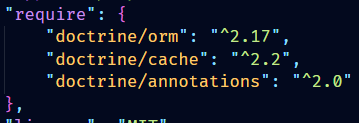 "require": {
"doctrine/orm": "^2.17",
"doctrine/cache": "^2.2",
"doctrine/annotations": "^2.0"
},